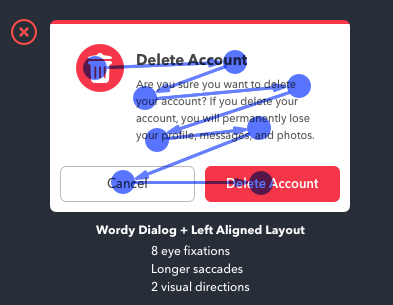 Delete Account
Are you sure you want to delete
your account? If you delete your
account, you will permanently lose
your profile, messages, and photos.
Cancel
Delete Account
Wordy Dialog + Left Aligned Layout
8 eye fixations
Longer saccades
2 visual directions